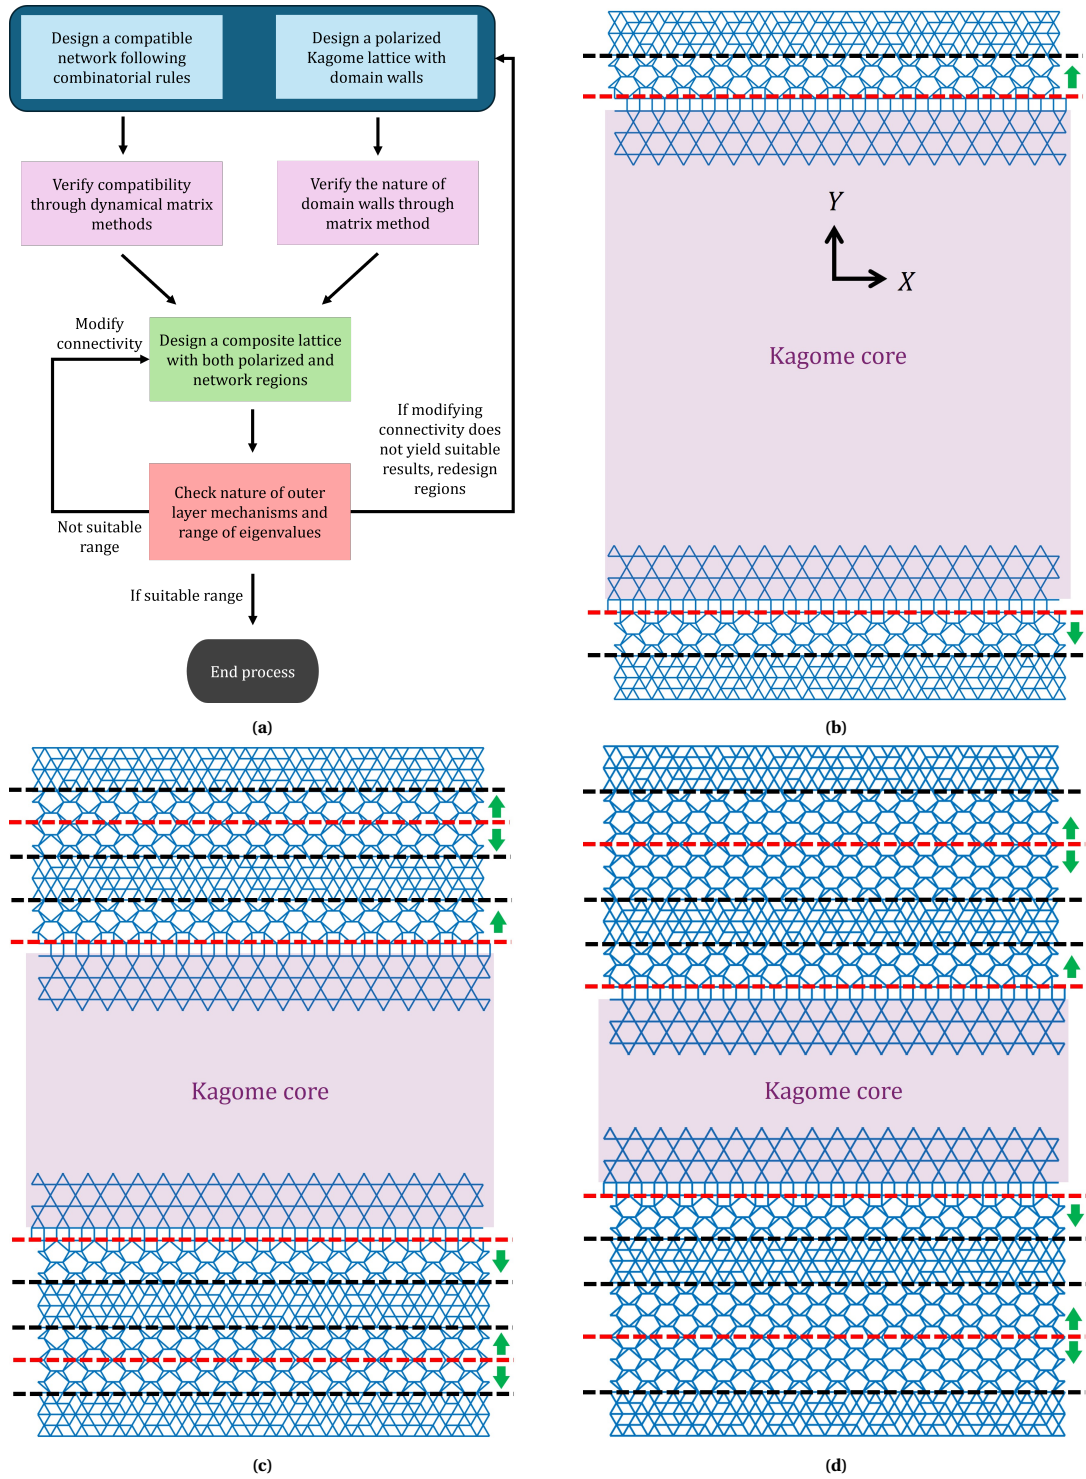 Design a compatible
network following
combinatorial rules
Design a polarized
Kagome lattice with
domain walls
Verify compatibility
through dynamical matrix
methods
Verify the nature of
domain walls through
matrix method
Modify
connectivity
Design a composite lattice
with both polarized and
network regions
If modifying
connectivity does
not yield suitable
results, redesign
regions
Check nature of outer
layer mechanisms and
range of eigenvalues
Not suitable
range
If suitable range
End process
(a)
Y
X
Kagome core
(b)
Kagome core
(c)
Kagome core
(d)